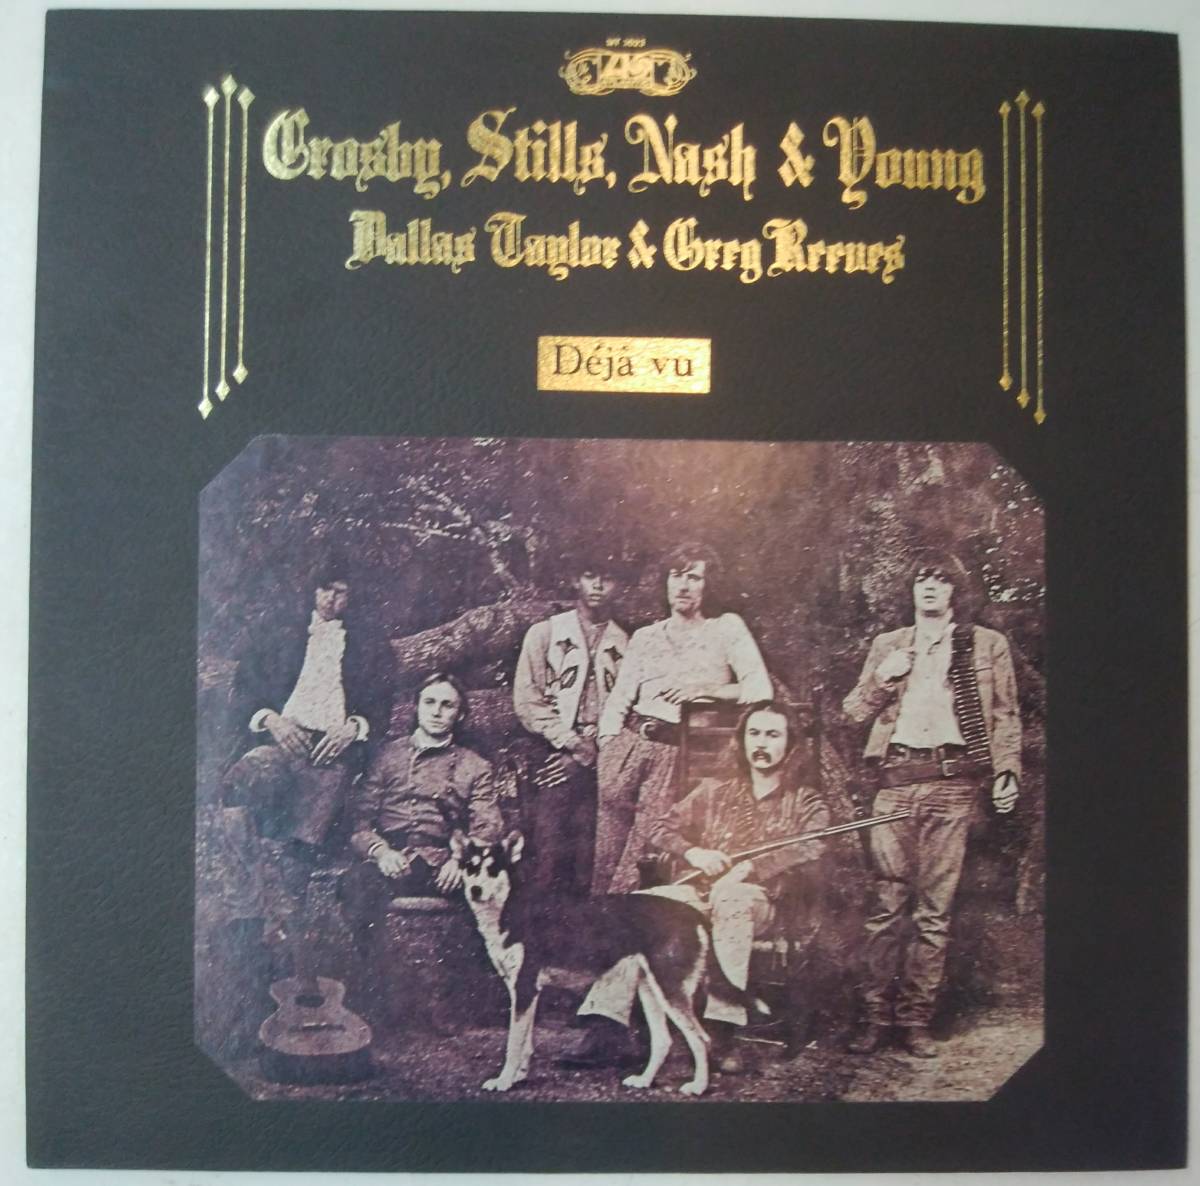 Crosby, Stills, Nash & Young
Dallas Taylor & Greg Reeves
Déjà vu